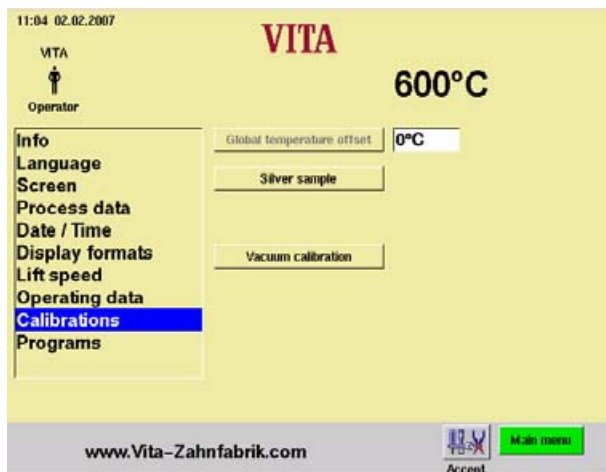 11:04 02.02.2007
VITA
VITA
600°C
Operator
Info
Language
Screen
Process data
Date / Time
Display formats
Lift speed
Operating data
Calibrations
Programs
Global temperature offset
0°C
Silver sample
Vacuum calibration
www.Vita-Zahnfabrik.com
Accept
Main menu